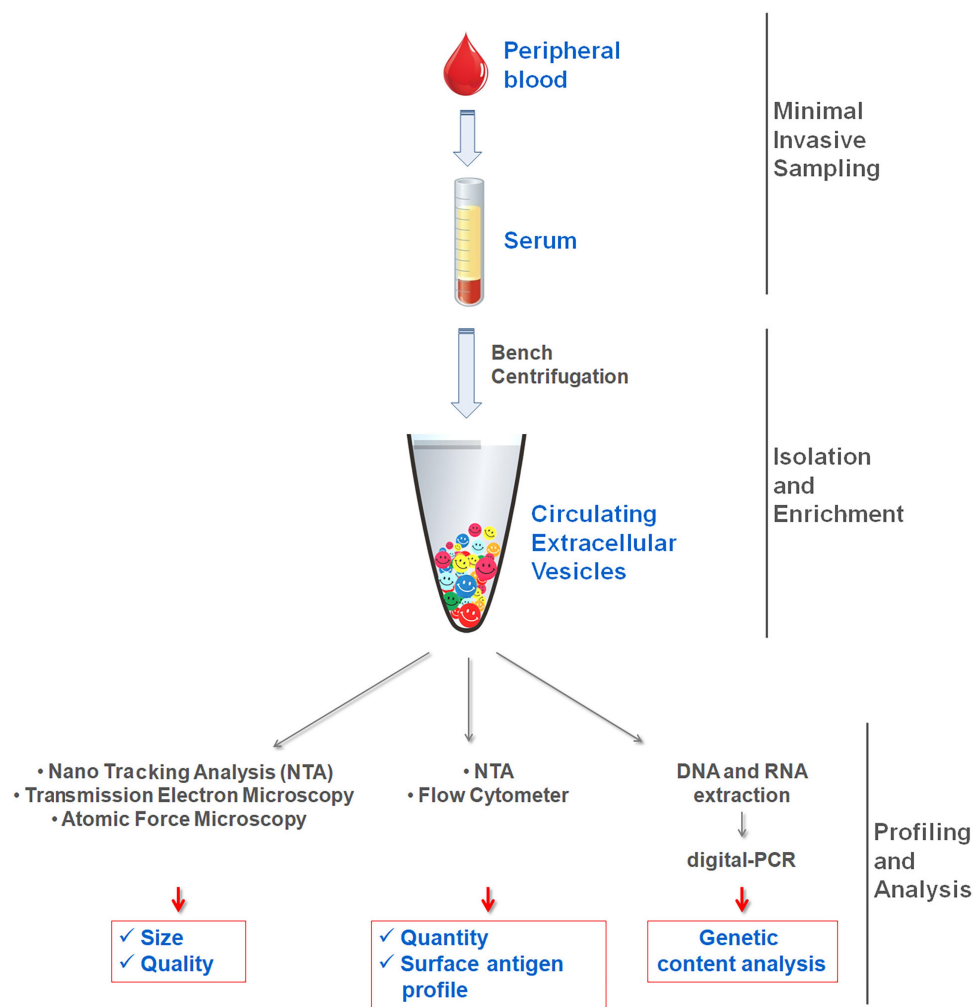 Peripheral
blood
Minimal
Invasive
Sampling
Serum
Bench
Centrifugation
Isolation
and
Enrichment
Circulating
Extracellular
Vesicles
• Nano Tracking Analysis (NTA)
• Transmission Electron Microscopy
• Atomic Force Microscopy
• NTA
• Flow Cytometer
DNA and RNA
extraction
digital-PCR
Profiling
and
Analysis
✓ Size
✓ Quality
✓ Quantity
✓ Surface antigen
profile
Genetic
content analysis